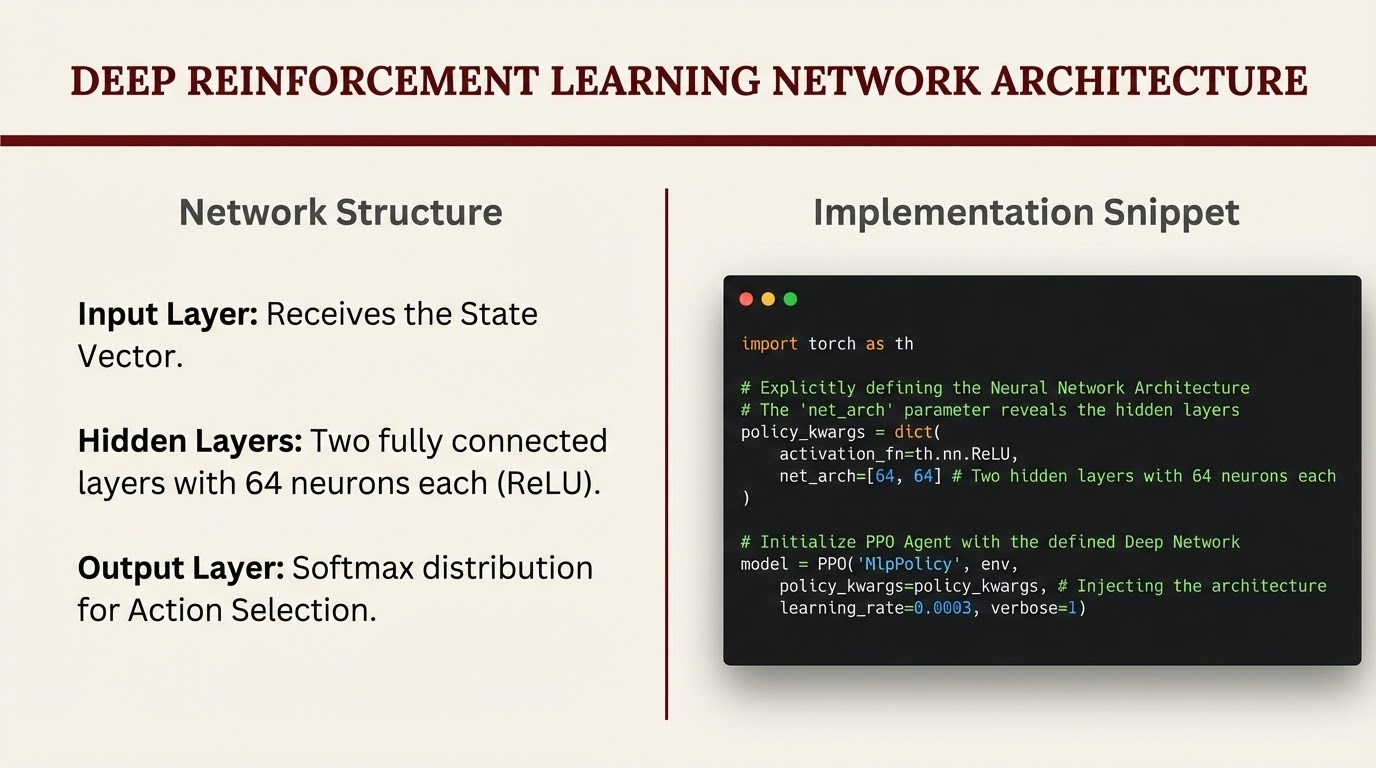 DEEP REINFORCEMENT LEARNING NETWORK ARCHITECTURE
Network Structure
Input Layer: Receives the State
Vector.
Hidden Layers: Two fully connected
layers with 64 neurons each (ReLU).
Output Layer: Softmax distribution
for Action Selection.
Implementation Snippet
import torch as th
# Explicitly defining the Neural Network Architecture
# The 'net_arch' parameter reveals the hidden layers
policy_kwargs = dict(
    activation_fn=th.nn.ReLU,
    net_arch=[64, 64] # Two hidden layers with 64 neurons each
)
# Initialize PPO Agent with the defined Deep Network
model = PPO('MlpPolicy', env,
    policy_kwargs=policy_kwargs, # Injecting the architecture
    learning_rate=0.0003, verbose=1)